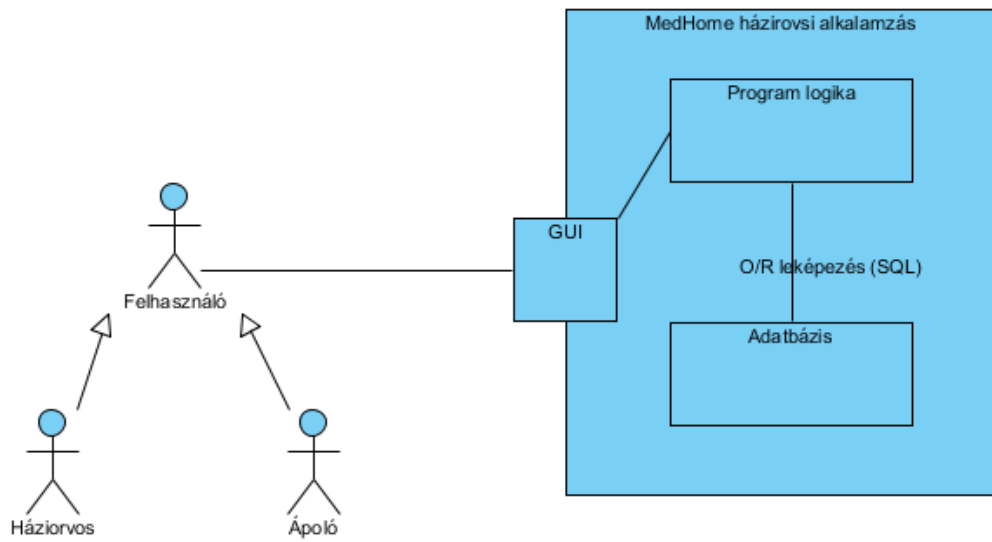 MedHome házirovsi alkalamzás
Program logika
GUI
O/R leképezés (SQL)
Felhasználó
Adatbázis
Háziorvos
Ápoló